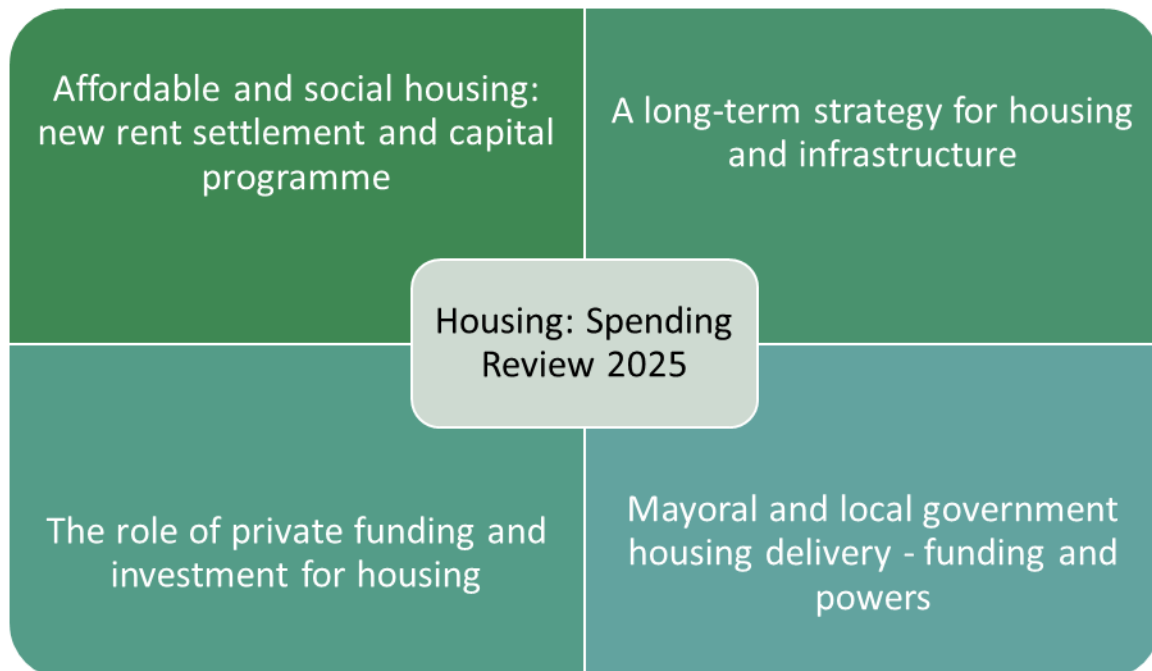 Affordable and social housing:
new rent settlement and capital
programme
A long-term strategy for housing
and infrastructure
Housing: Spending
Review 2025
The role of private funding and
investment for housing
Mayoral and local government
housing delivery - funding and
powers